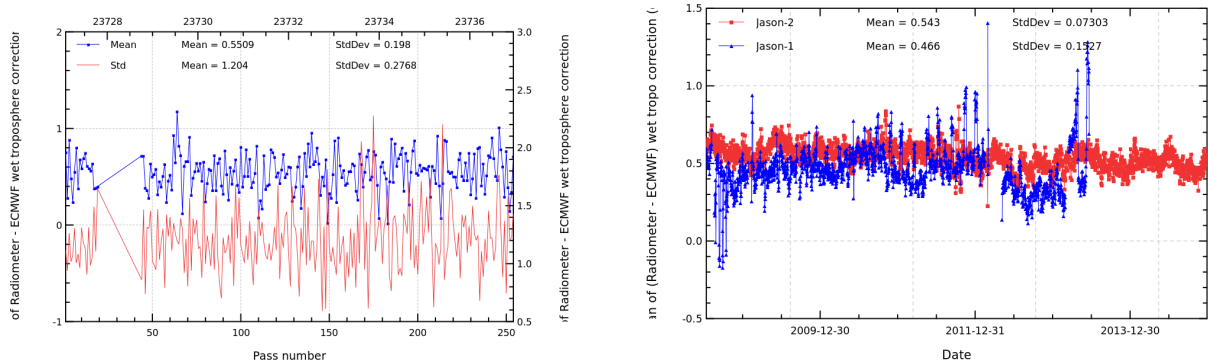 23728 23730 23732 23734 23736
Mean Mean = 0.5509 StdDev = 0.198
Std Mean = 1.204 StdDev = 0.2768
2
1
0
-1
3.0
2.5
2.0
1.5
1.0
0.5
50 100 150 200 250
Pass number
of Radiometer - ECMWF wet troposphere correction
of Radiometer - ECMWF wet troposphere correction
Jason-2 Mean = 0.543 StdDev = 0.07303
Jason-1 Mean = 0.466 StdDev = 0.1527
1.5
1.0
0.5
0.0
-0.5
2009-12-30 2011-12-31 2013-12-30
Date
of (Radiometer - ECMWF) wet tropo correction (